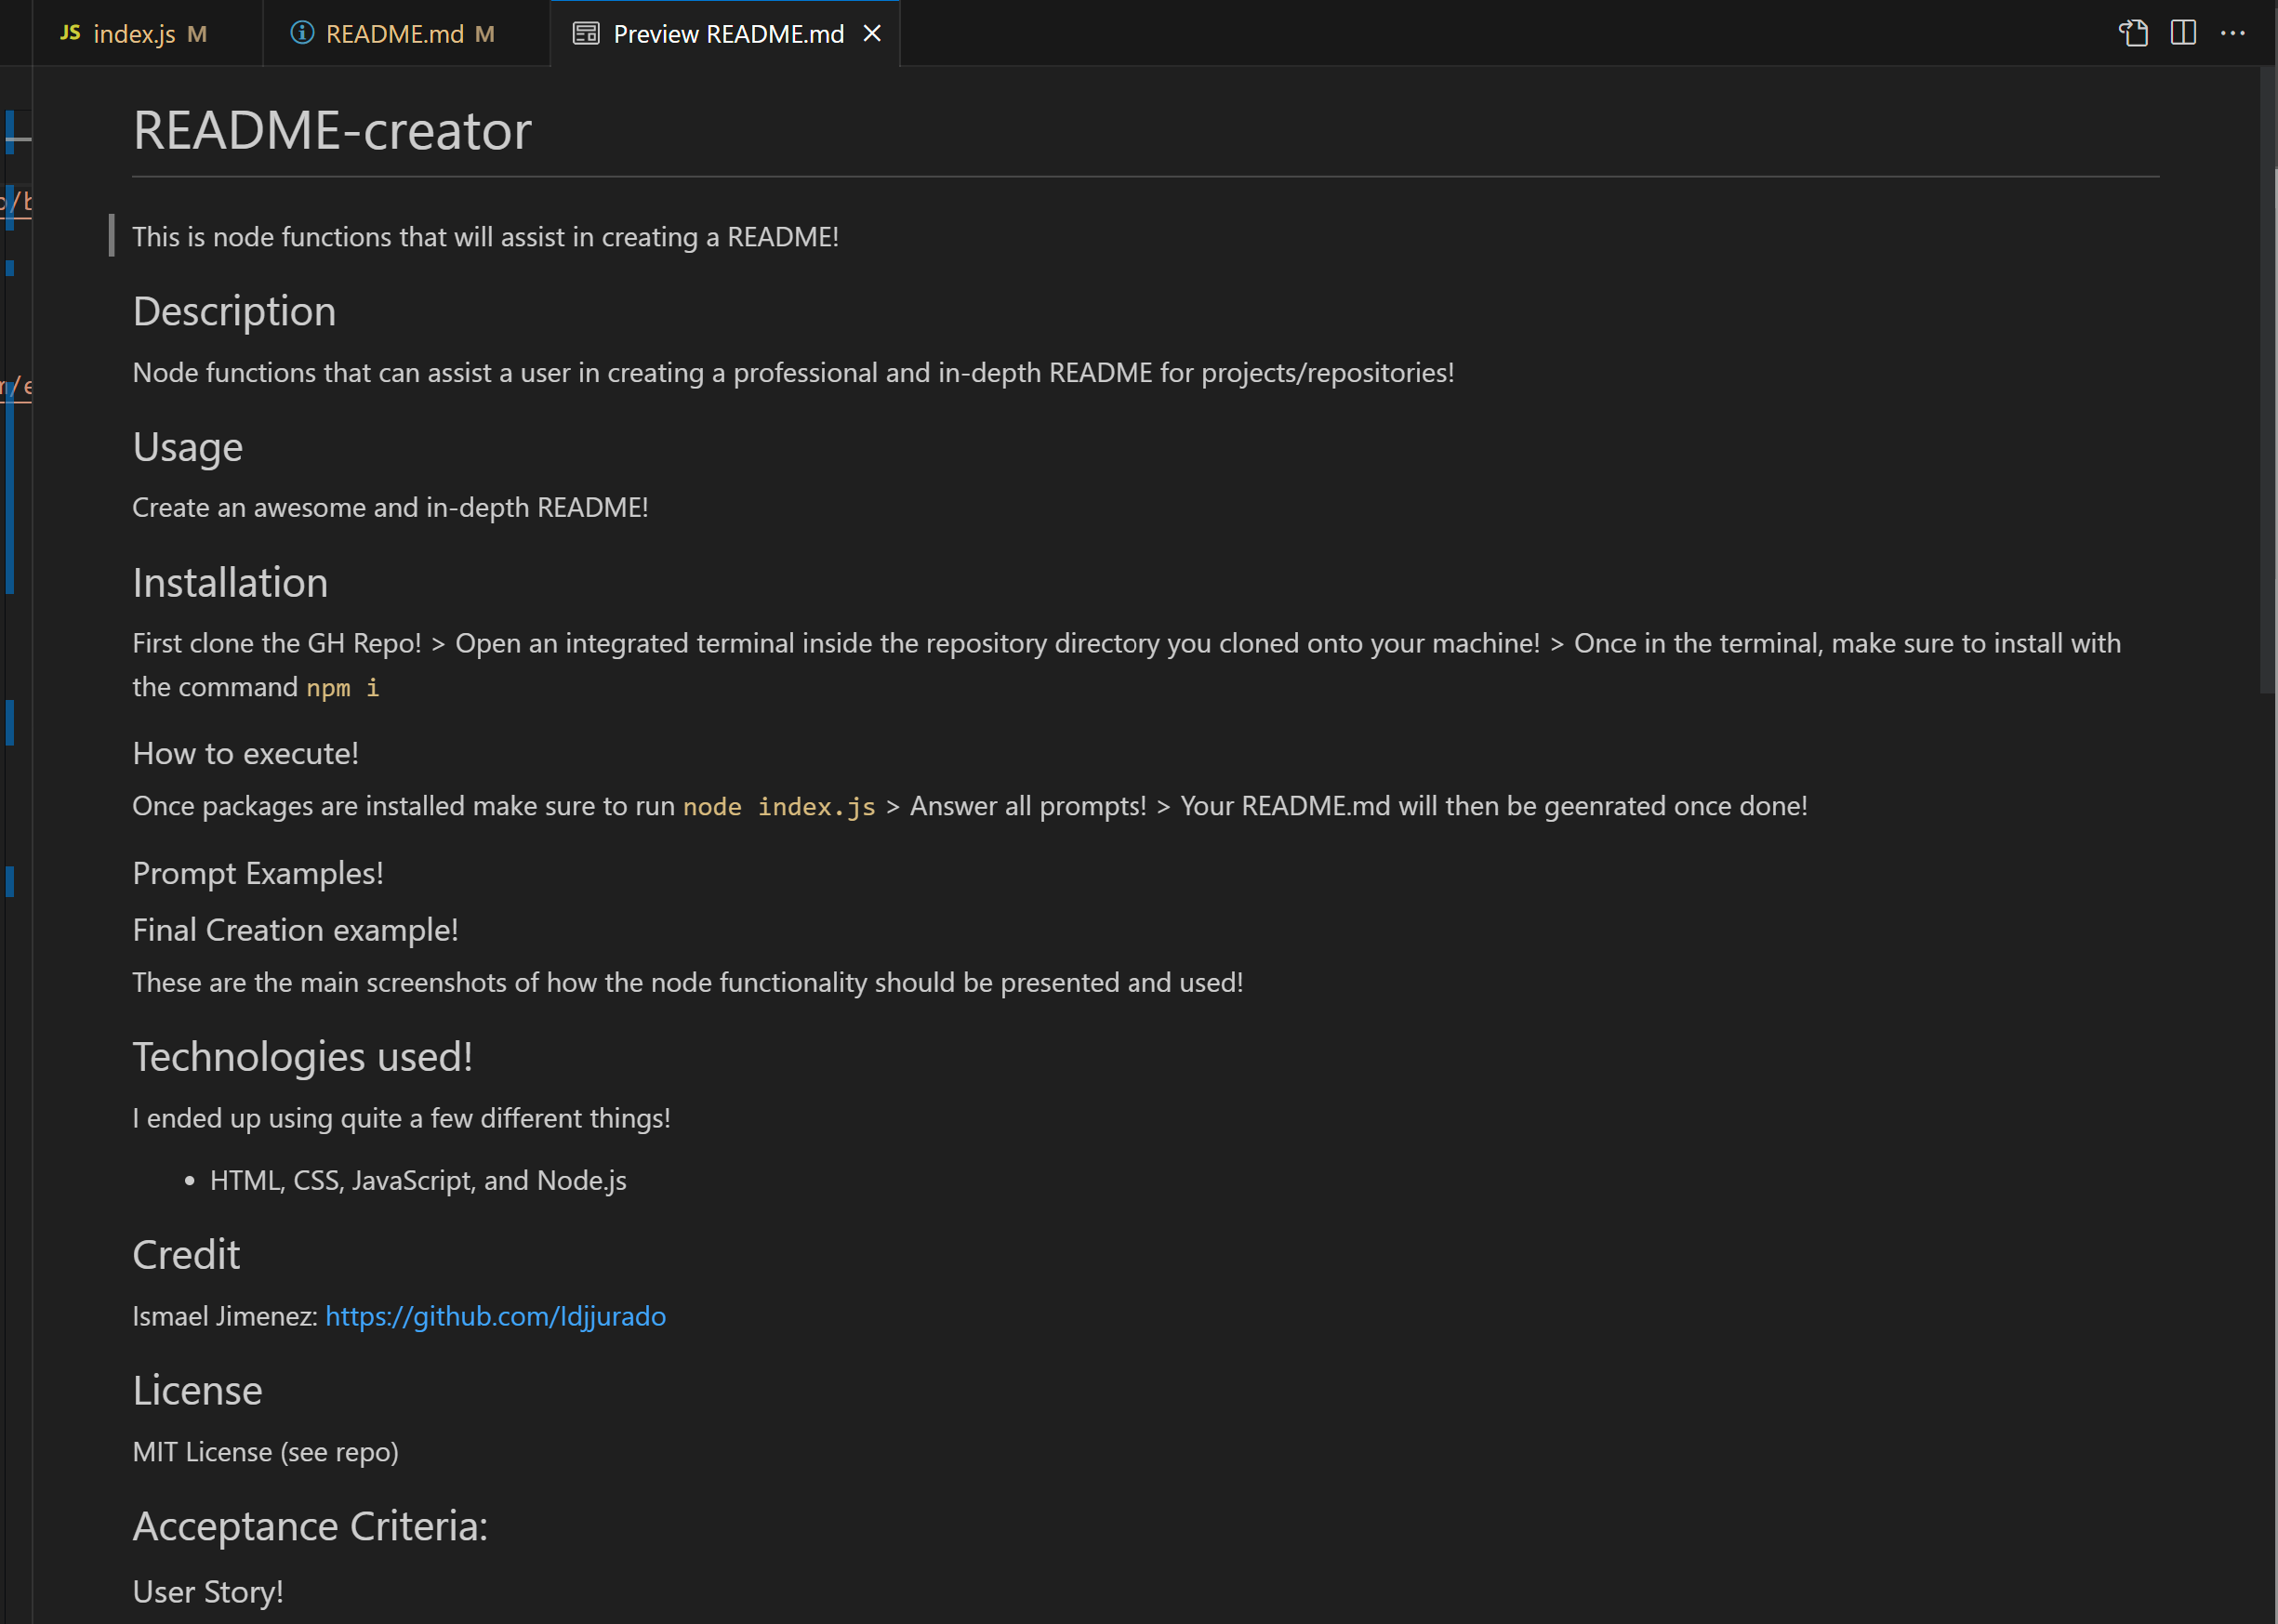 JS index.js M
README.md M
Preview README.md
README-creator
This is node functions that will assist in creating a README!
Description
Node functions that can assist a user in creating a professional and in-depth README for projects/repositories!
Usage
Create an awesome and in-depth README!
Installation
First clone the GH Repo! > Open an integrated terminal inside the repository directory you cloned onto your machine! > Once in the terminal, make sure to install with
the command npm i
How to execute!
Once packages are installed make sure to run node index.js > Answer all prompts! > Your README.md will then be geenrated once done!
Prompt Examples!
Final Creation example!
These are the main screenshots of how the node functionality should be presented and used!
Technologies used!
I ended up using quite a few different things!
• HTML, CSS, JavaScript, and Node.js
Credit
Ismael Jimenez: https://github.com/Idjjurado
License
MIT License (see repo)
Acceptance Criteria:
User Story!